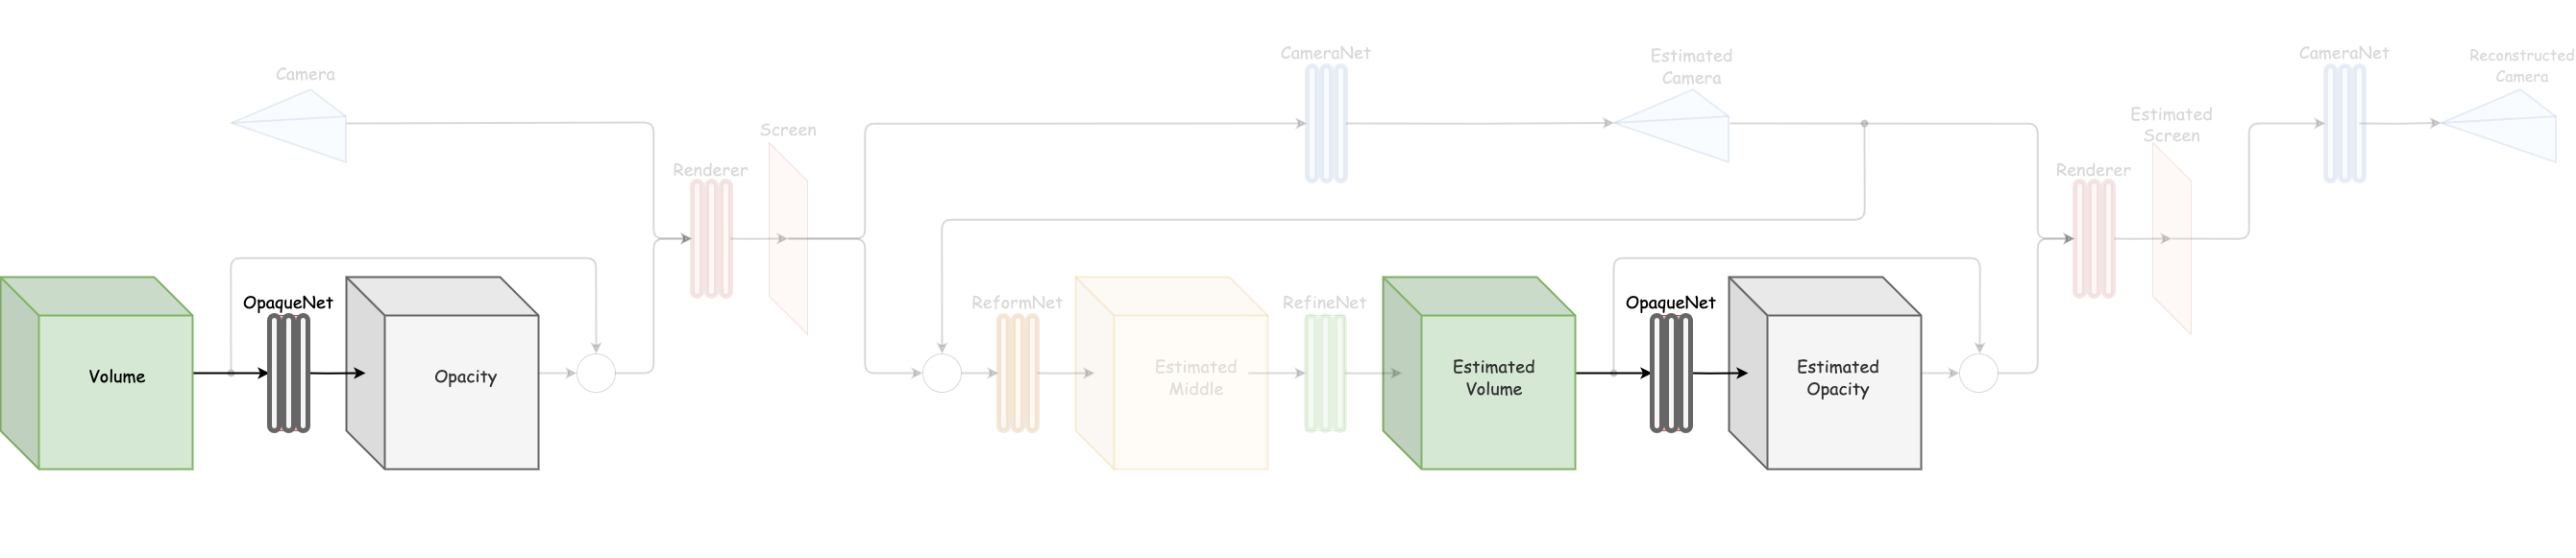 Camera
CameraNet
Estimated
Camera
CameraNet
Reconstructed
Camera
Screen
Estimated
Screen
Renderer
Renderer
OpaqueNet
ReformNet
RefineNet
OpaqueNet
Volume
Opacity
Estimated
Middle
Estimated
Volume
Estimated
Opacity